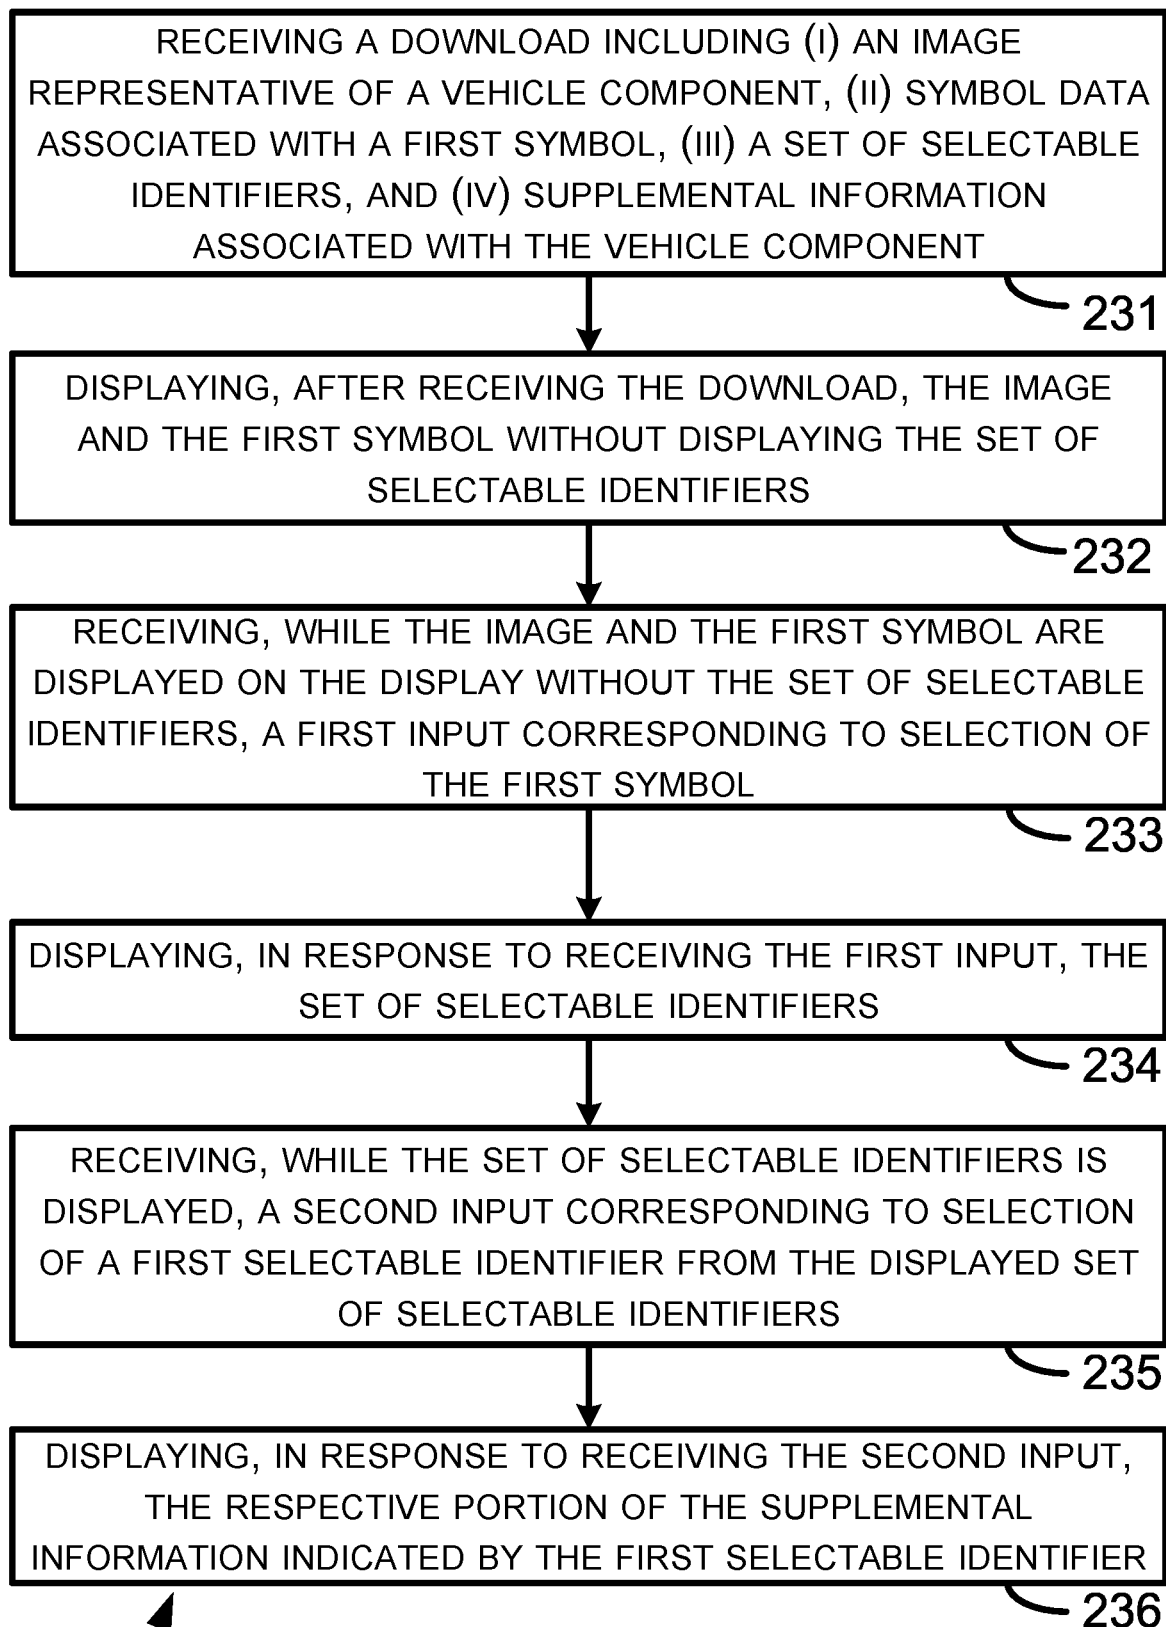 RECEIVING A DOWNLOAD INCLUDING (I) AN IMAGE
REPRESENTATIVE OF A VEHICLE COMPONENT, (II) SYMBOL DATA
ASSOCIATED WITH A FIRST SYMBOL, (III) A SET OF SELECTABLE
IDENTIFIERS, AND (IV) SUPPLEMENTAL INFORMATION
ASSOCIATED WITH THE VEHICLE COMPONENT
231
DISPLAYING, AFTER RECEIVING THE DOWNLOAD, THE IMAGE
AND THE FIRST SYMBOL WITHOUT DISPLAYING THE SET OF
SELECTABLE IDENTIFIERS
232
RECEIVING, WHILE THE IMAGE AND THE FIRST SYMBOL ARE
DISPLAYED ON THE DISPLAY WITHOUT THE SET OF SELECTABLE
IDENTIFIERS, A FIRST INPUT CORRESPONDING TO SELECTION OF
THE FIRST SYMBOL
233
DISPLAYING, IN RESPONSE TO RECEIVING THE FIRST INPUT, THE
SET OF SELECTABLE IDENTIFIERS
234
RECEIVING, WHILE THE SET OF SELECTABLE IDENTIFIERS IS
DISPLAYED, A SECOND INPUT CORRESPONDING TO SELECTION
OF A FIRST SELECTABLE IDENTIFIER FROM THE DISPLAYED SET
OF SELECTABLE IDENTIFIERS
235
DISPLAYING, IN RESPONSE TO RECEIVING THE SECOND INPUT,
THE RESPECTIVE PORTION OF THE SUPPLEMENTAL
INFORMATION INDICATED BY THE FIRST SELECTABLE IDENTIFIER
236